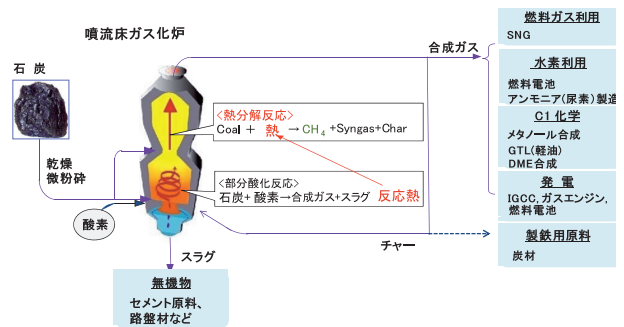 噴流床ガス化炉
石 炭
乾燥
微粉砕
酸素
<熱分解反応>
Coal + 熱 → CH4 +Syngas+Char
<部分酸化反応>
石炭+ 酸素→合成ガス+スラグ
反応熱
合成ガス
チャー
スラグ
無機物
セメント原料、
路盤材など
燃料ガス利用
SNG
水素利用
燃料電池
アンモニア(尿素)製造
C1 化学
メタノール合成
GTL(軽油)
DME合成
発 電
IGCC,ガスエンジン,
燃料電池
製鉄用原料
炭材